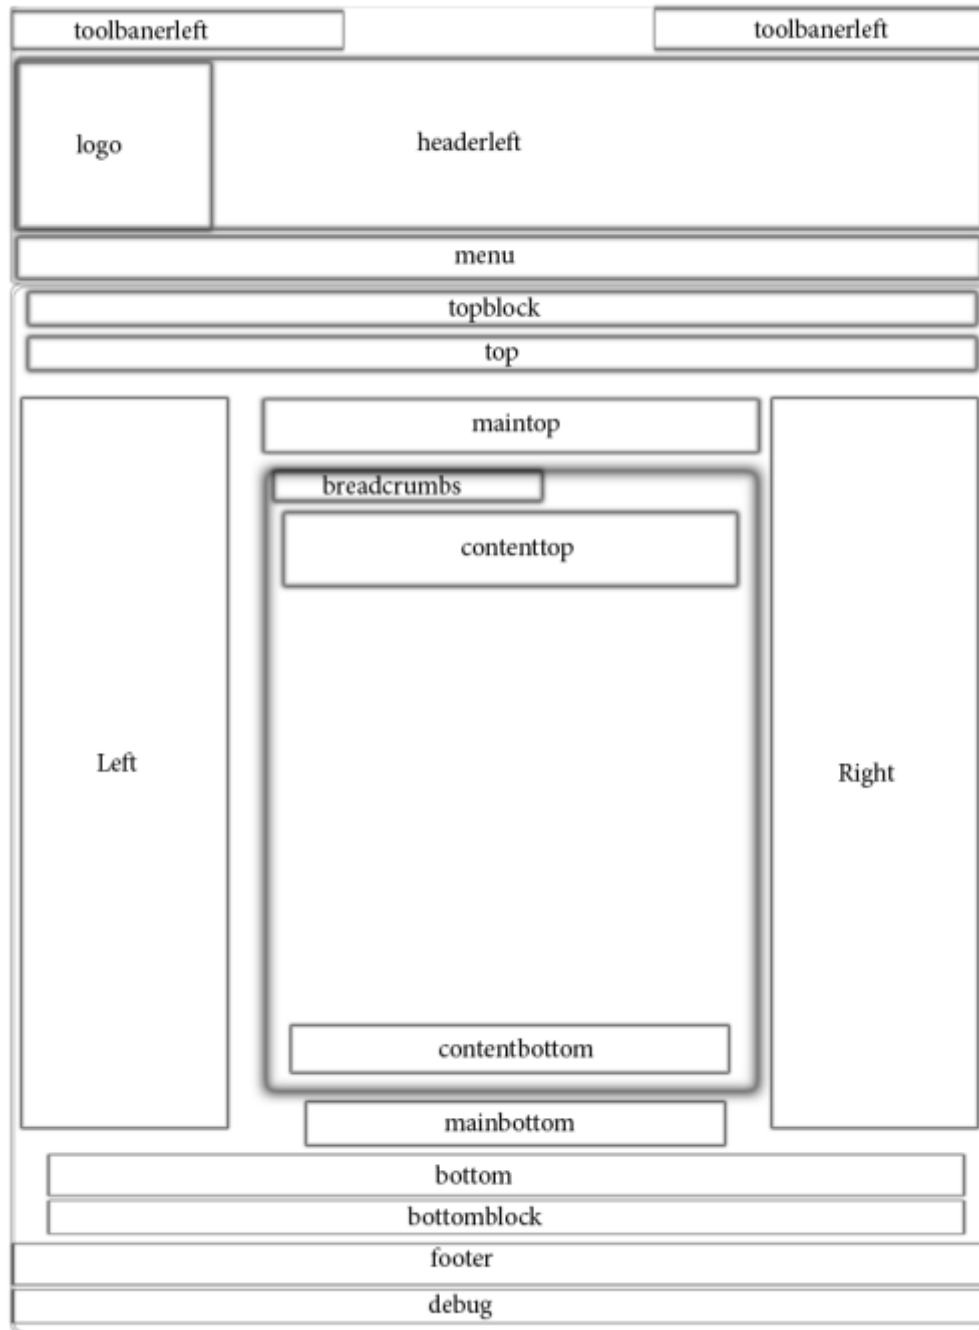 toolbanerleft
toolbanerleft
logo
headerleft
menu
topblock
top
maintop
breadcrumbs
contenttop
Left
Right
contentbottom
mainbottom
bottom
bottomblock
footer
debug